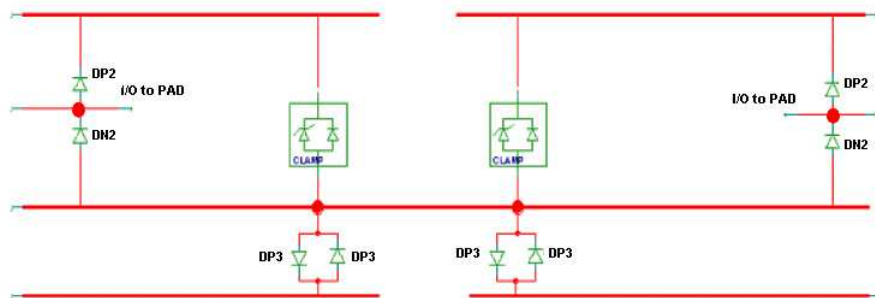 DP2
I/O to PAD
DN2
CLAMP
CLAMP
I/O to PAD
DP2
DN2
DP3
DP3
DP3
DP3